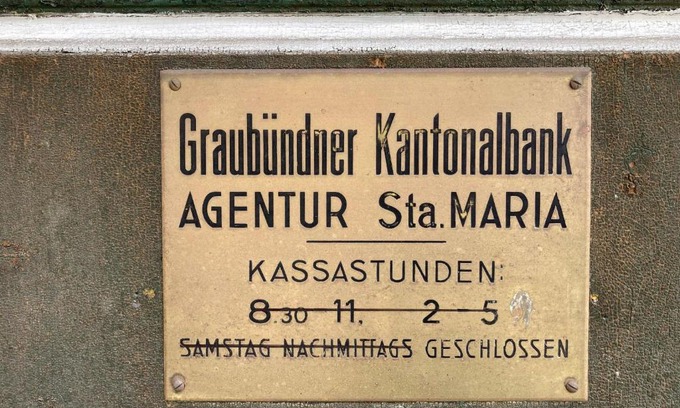 Graubündner Kantonalbank
AGENTUR Sta. MARIA
KASSASTUNDEN:
8.30 - 11, 2 - 5
SAMSTAG NACHMITTAGS GESCHLOSSEN